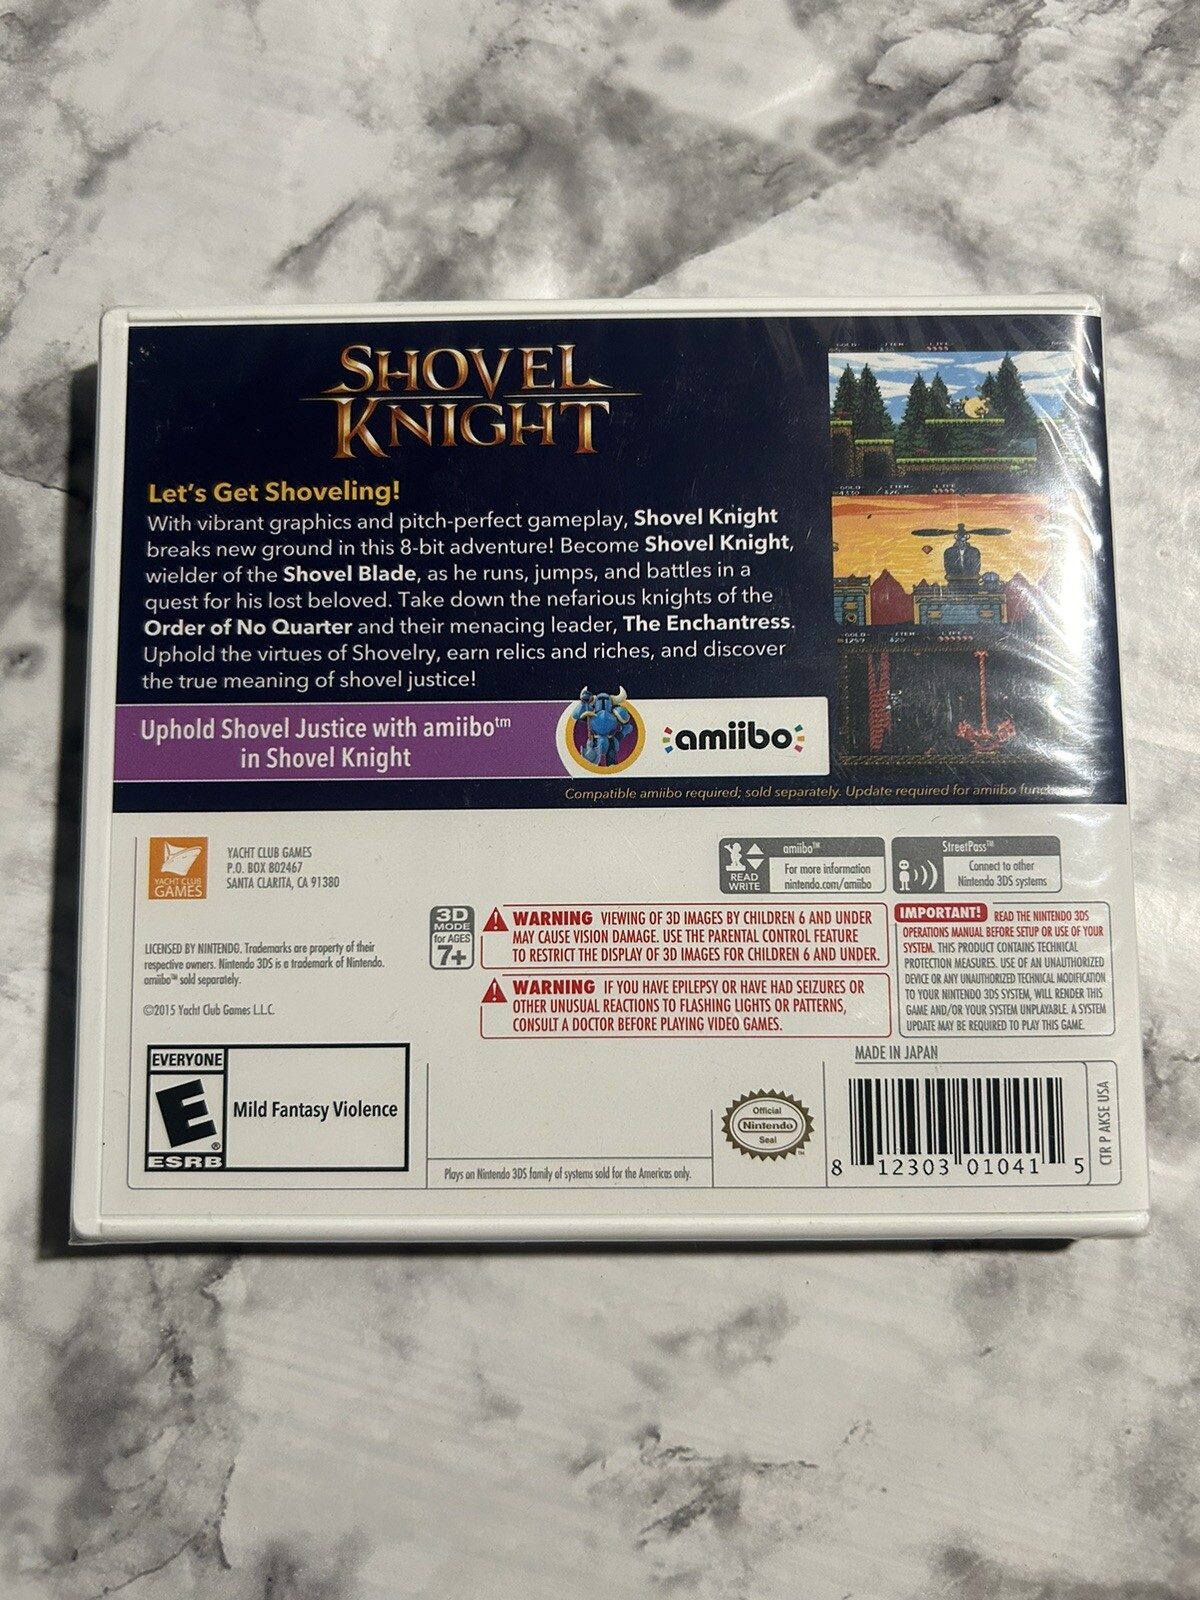 SHOVEL
KNIGHT
Let's Get Shoveling!
With vibrant graphics and pitch-perfect gameplay, Shovel Knight
breaks new ground in this 8-bit adventure! Become Shovel Knight,
wielder of the Shovel Blade, as he runs, jumps, and battles in a
quest for his lost beloved. Take down the nefarious knights of the
Order of No Quarter and their menacing leader, The Enchantress.
Uphold the virtues of Shovelry, earn relics and riches, and discover
the true meaning of shovel justice!
Uphold Shovel Justice with amiibo™
in Shovel Knight
amiibo
Compatible amiibo required; sold separately. Update required for amiibo
YACHT CLUB
GAMES
YACHT CLUB GAMES
P.O. BOX 802467
SANTA CLARITA, CA 91380
READ
WRITE
amiibo™
For more information
nintendo.com/amiibo
StreetPass™
Connect to other
Nintendo 3DS systems
LICENSED BY NINTENDO. Trademarks are property of their
respective owners. Nintendo 3DS is a trademark of Nintendo.
amiibo™ sold separately.
©2015 Yacht Club Games L.L.C.
3D
MODE
for AGES
7+
WARNING VIEWING OF 3D IMAGES BY CHILDREN 6 AND UNDER
MAY CAUSE VISION DAMAGE. USE THE PARENTAL CONTROL FEATURE
TO RESTRICT THE DISPLAY OF 3D IMAGES FOR CHILDREN 6 AND UNDER.
WARNING IF YOU HAVE EPILEPSY OR HAVE HAD SEIZURES OR
OTHER UNUSUAL REACTIONS TO FLASHING LIGHTS OR PATTERNS,
CONSULT A DOCTOR BEFORE PLAYING VIDEO GAMES.
IMPORTANT! READ THE NINTENDO 3DS
OPERATIONS MANUAL BEFORE SETUP OR USE OF YOUR
SYSTEM. THIS PRODUCT CONTAINS TECHNICAL
PROTECTION MEASURES. USE OF AN UNAUTHORIZED
DEVICE OR ANY UNAUTHORIZED TECHNICAL MODIFICATION
TO YOUR NINTENDO 3DS SYSTEM, WILL RENDER THIS
GAME AND/OR YOUR SYSTEM UNPLAYABLE. A SYSTEM
UPDATE MAY BE REQUIRED TO PLAY THIS GAME.
EVERYONE
E
®
ESRB
Mild Fantasy Violence
Plays on Nintendo 3DS family of systems sold for the Americas only.
Official
Nintendo
Seal
MADE IN JAPAN
8 12303 01041 5
CTR P AKSE USA